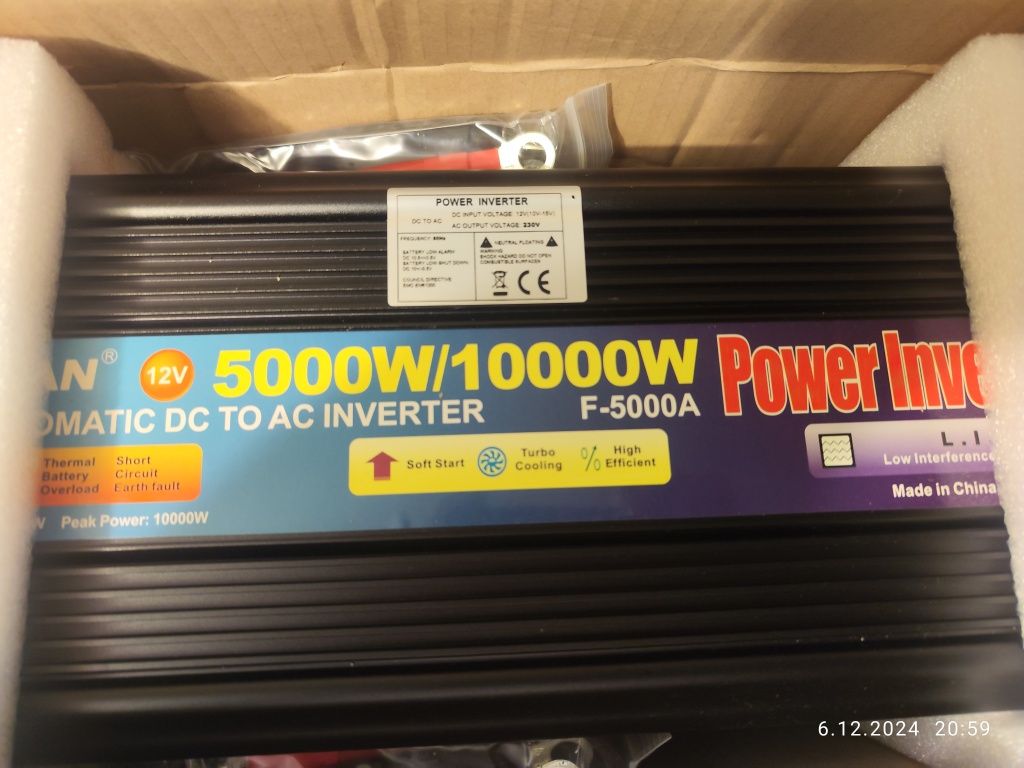 POWER INVERTER
DC TO AC
DC INPUT VOLTAGE: 12V(10V-15V)
AC OUTPUT VOLTAGE: 230V
FREQUENCY: 50Hz
BATTERY LOW ALARM
BATTERY LOW SHUT DOWN
COUNCIL DIRECTIVE
NEUTRAL FLOATING
WARNING
SHOCK HAZARD DO NOT OPEN
COMBUSTIBLE SURFACES
CE
AN®
12V
5000W/10000W
Power Inve
OMATIC DC TO AC INVERTER
F-5000A
Thermal
Battery
Overload
Short
Circuit
Earth fault
Soft Start
Turbo
Cooling
High
Efficient
L.I
Low Interference
Made in China
W Peak Power: 10000W
6.12.2024 20:59